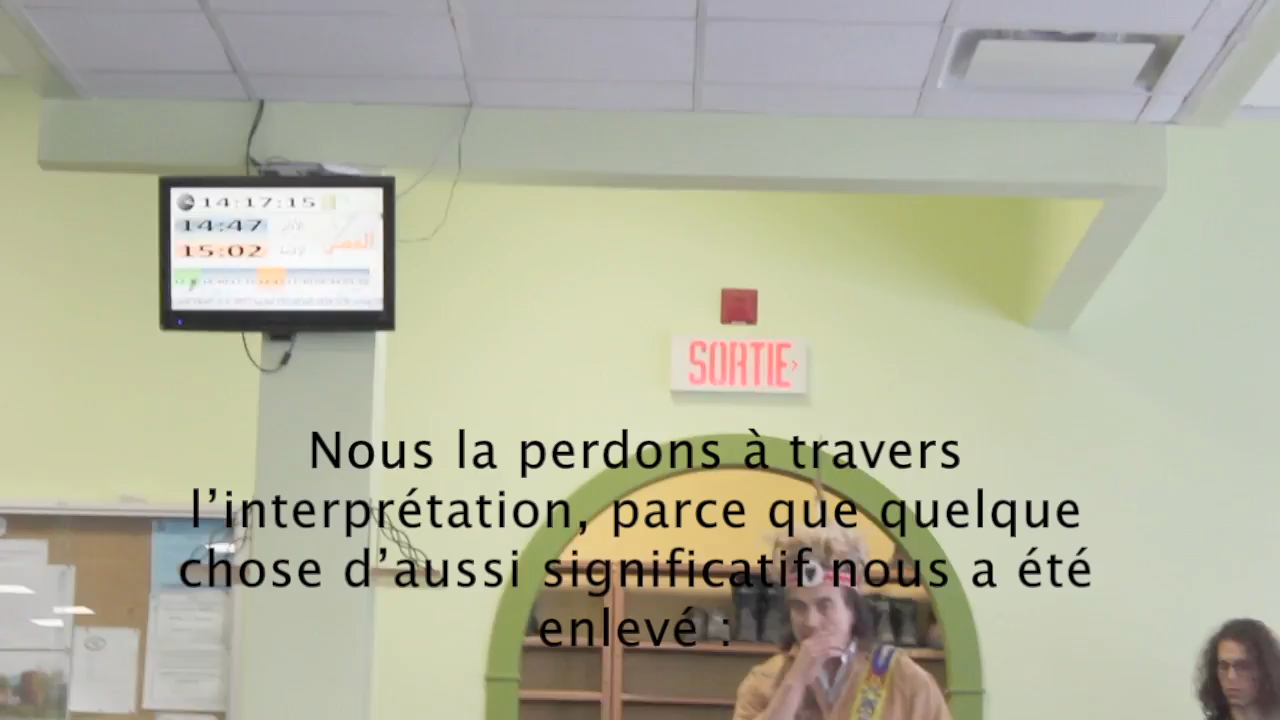 14:17:15
14:47
15:02
العصر
SORTIE
Nous la perdons à travers
l’interprétation, parce que quelque
chose d’aussi significatif nous a été
enlevé :